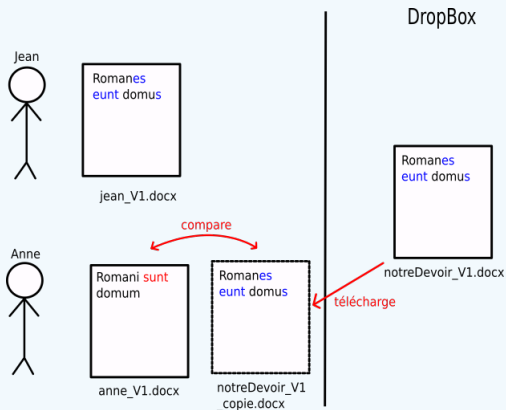 DropBox
Jean
Romanes
eunt domus
jean_V1.docx
Romanes
eunt domus
notreDevoir_V1.docx
compare
Anne
Romani sunt
domum
anne_V1.docx
Romanes
eunt domus
notreDevoir_V1
_copie.docx
télécharge